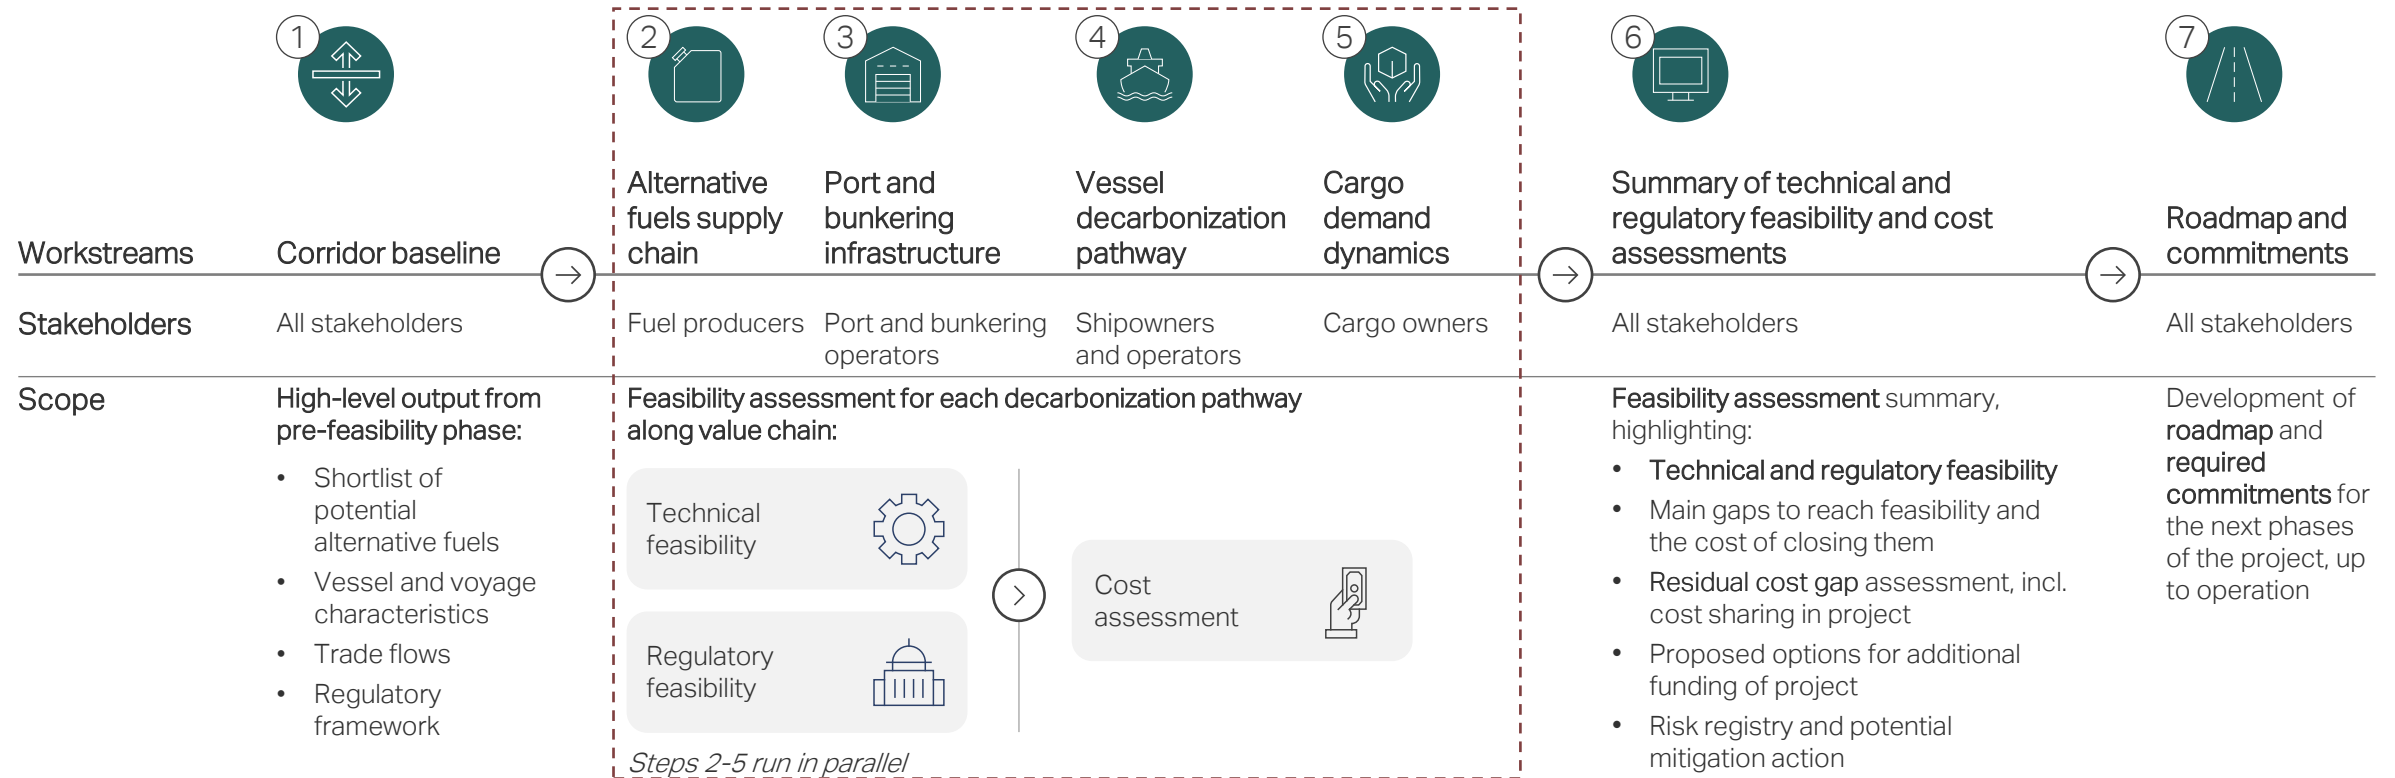 1
2
3
4
5
6
7
Workstreams
Corridor baseline
Alternative
fuels supply
chain
Port and
bunkering
infrastructure
Vessel
decarbonization
pathway
Cargo
demand
dynamics
Summary of technical and
regulatory feasibility and cost
assessments
Roadmap and
commitments
Stakeholders
All stakeholders
Fuel producers
Port and bunkering
operators
Shipowners
and operators
Cargo owners
All stakeholders
All stakeholders
Scope
High-level output from
pre-feasibility phase:
• Shortlist of
potential
alternative fuels
• Vessel and voyage
characteristics
• Trade flows
• Regulatory
framework
Feasibility assessment for each decarbonization pathway
along value chain:
Technical
feasibility
Regulatory
feasibility
Cost
assessment
Steps 2-5 run in parallel
Feasibility assessment summary,
highlighting:
• Technical and regulatory feasibility
• Main gaps to reach feasibility and
the cost of closing them
• Residual cost gap assessment, incl.
cost sharing in project
• Proposed options for additional
funding of project
• Risk registry and potential
mitigation action
Development of
roadmap and
required
commitments for
the next phases
of the project, up
to operation